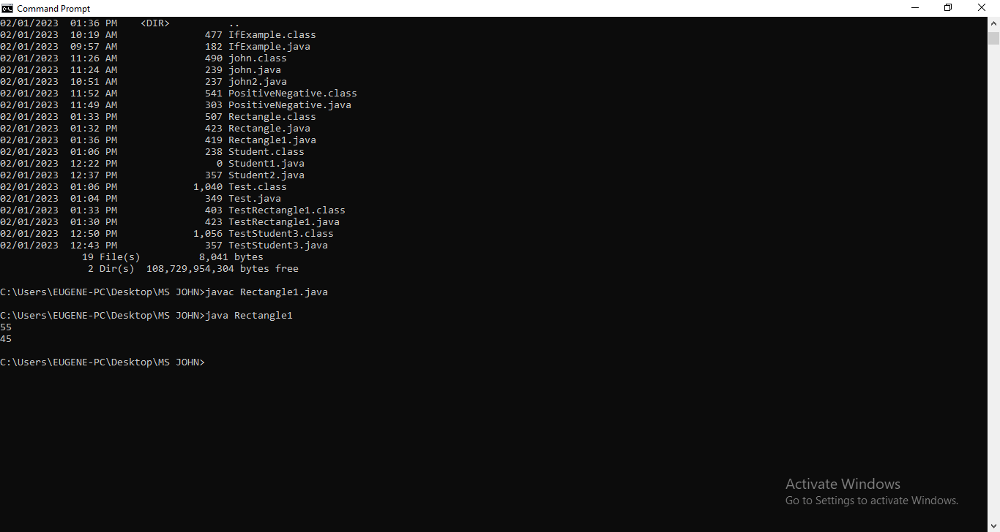 Command Prompt
02/01/2023  01:36 PM    <DIR>          ..
02/01/2023  10:19 AM               477 IfExample.class
02/01/2023  09:57 AM               182 IfExample.java
02/01/2023  11:26 AM               490 john.class
02/01/2023  11:24 AM               239 john.java
02/01/2023  10:51 AM               237 john2.java
02/01/2023  11:52 AM               541 PositiveNegative.class
02/01/2023  11:49 AM               303 PositiveNegative.java
02/01/2023  01:33 PM               507 Rectangle.class
02/01/2023  01:32 PM               423 Rectangle.java
02/01/2023  01:36 PM               419 Rectangle1.java
02/01/2023  01:06 PM               238 Student.class
02/01/2023  12:22 PM                 0 Student1.java
02/01/2023  12:37 PM               357 Student2.java
02/01/2023  01:06 PM             1,040 Test.class
02/01/2023  01:04 PM               349 Test.java
02/01/2023  01:33 PM               403 TestRectangle1.class
02/01/2023  01:30 PM               423 TestRectangle1.java
02/01/2023  12:50 PM             1,056 TestStudent3.class
02/01/2023  12:43 PM               357 TestStudent3.java
              19 File(s)          8,041 bytes
               2 Dir(s)  108,729,954,304 bytes free
C:\Users\EUGENE-PC\Desktop\MS JOHN>javac Rectangle1.java
C:\Users\EUGENE-PC\Desktop\MS JOHN>java Rectangle1
55
45
C:\Users\EUGENE-PC\Desktop\MS JOHN>
Activate Windows
Go to Settings to activate Windows.